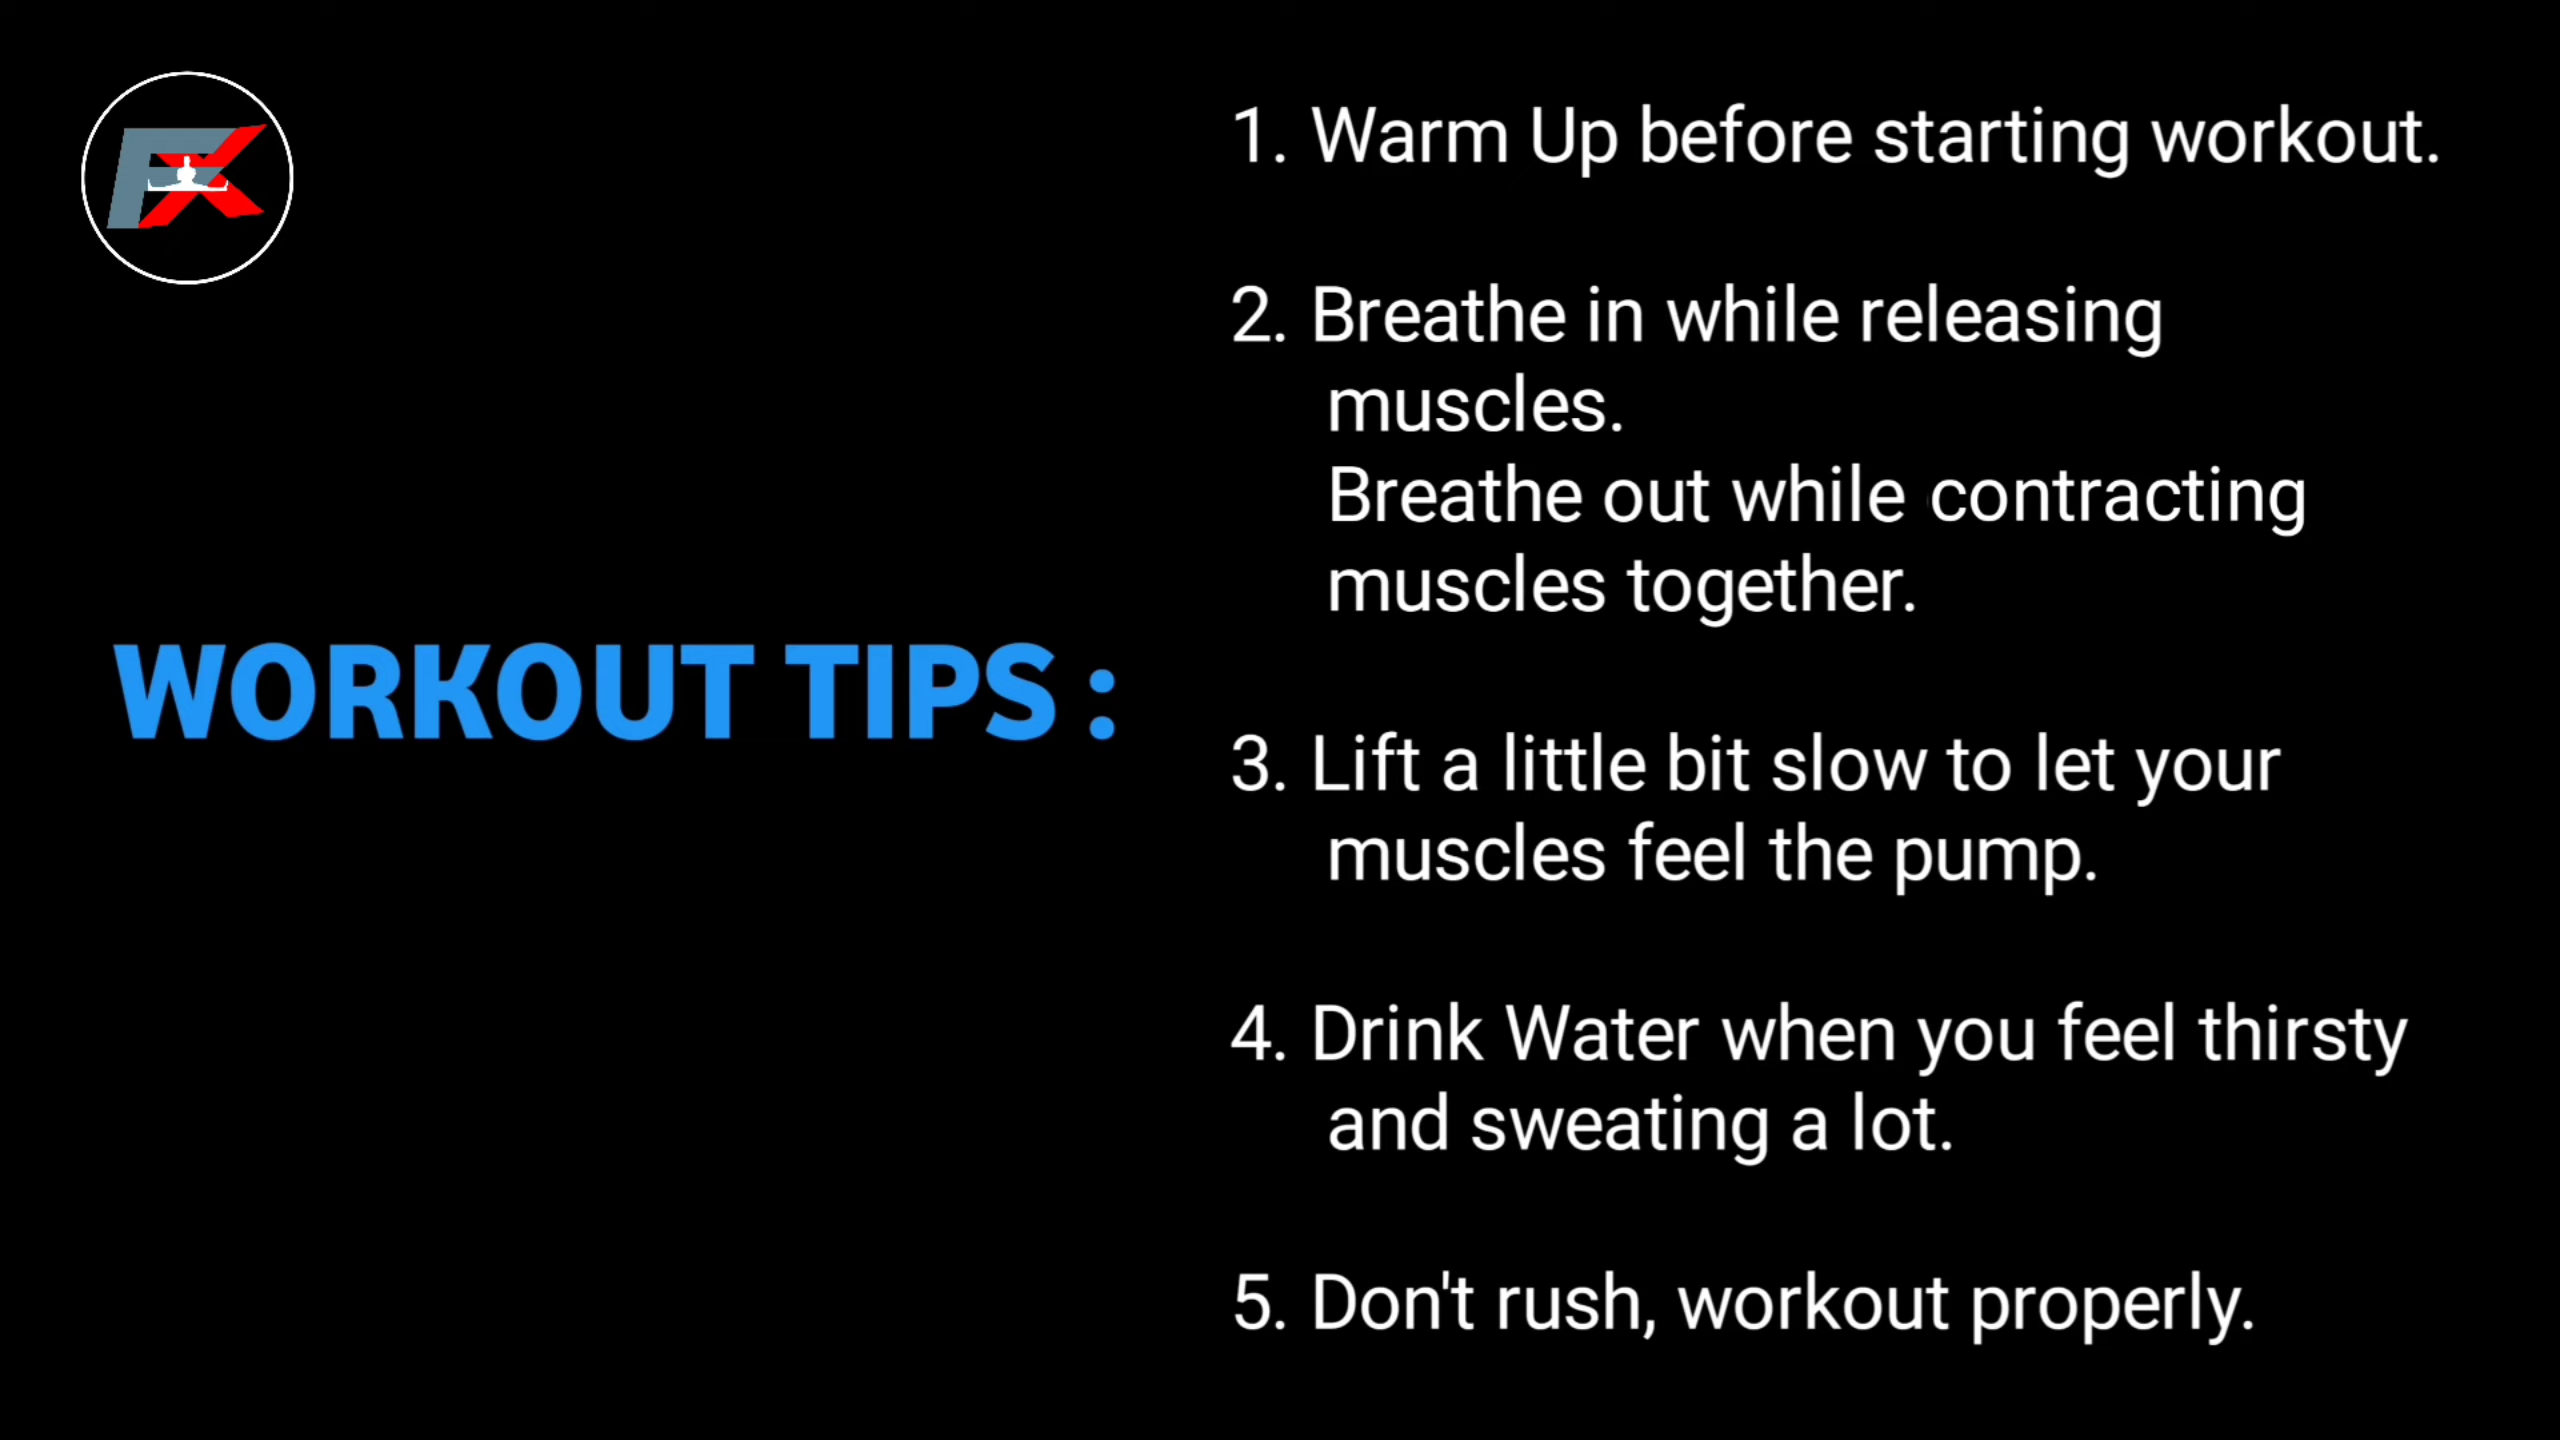 FX
WORKOUT TIPS :
1. Warm Up before starting workout.
2. Breathe in while releasing
muscles.
Breathe out while contracting
muscles together.
3. Lift a little bit slow to let your
muscles feel the pump.
4. Drink Water when you feel thirsty
and sweating a lot.
5. Don't rush, workout properly.